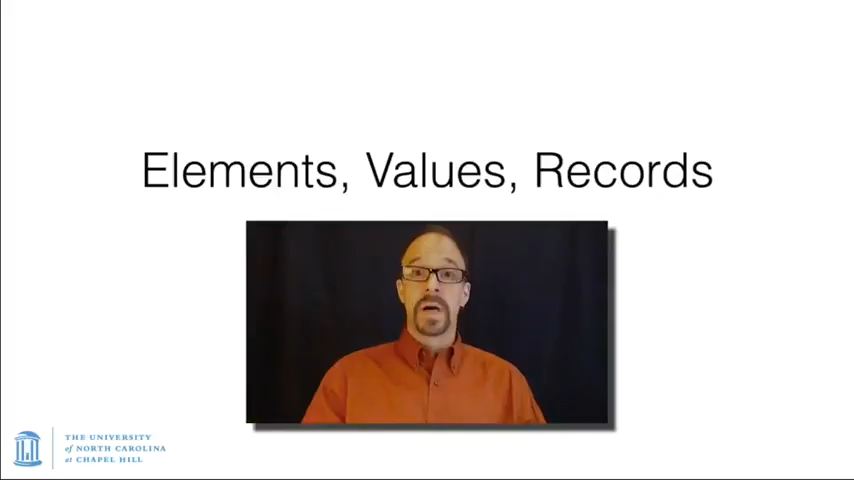 Elements, Values, Records
THE UNIVERSITY
of NORTH CAROLINA
at CHAPEL HILL